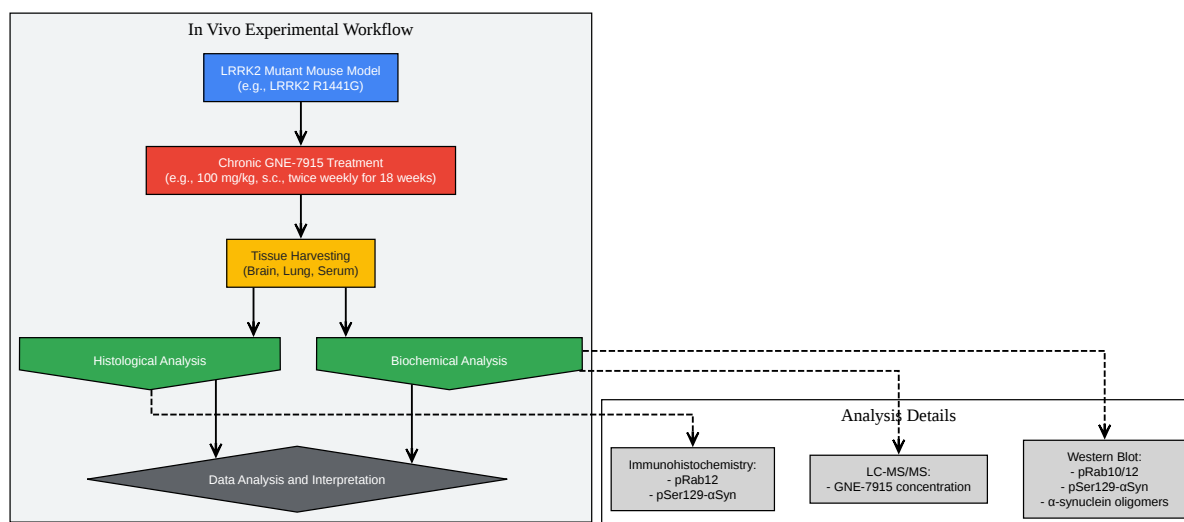 In Vivo Experimental Workflow
LRRK2 Mutant Mouse Model
(e.g., LRRK2 R1441G)
Chronic GNE-7915 Treatment
(e.g., 100 mg/kg, s.c., twice weekly for 18 weeks)
Tissue Harvesting
(Brain, Lung, Serum)
Histological Analysis
Biochemical Analysis
Data Analysis and Interpretation
Analysis Details
Immunohistochemistry:
- pRab12
- pSer129-αSyn
LC-MS/MS:
- GNE-7915 concentration
Western Blot:
- pRab10/12
- pSer129-αSyn
- α-synuclein oligomers